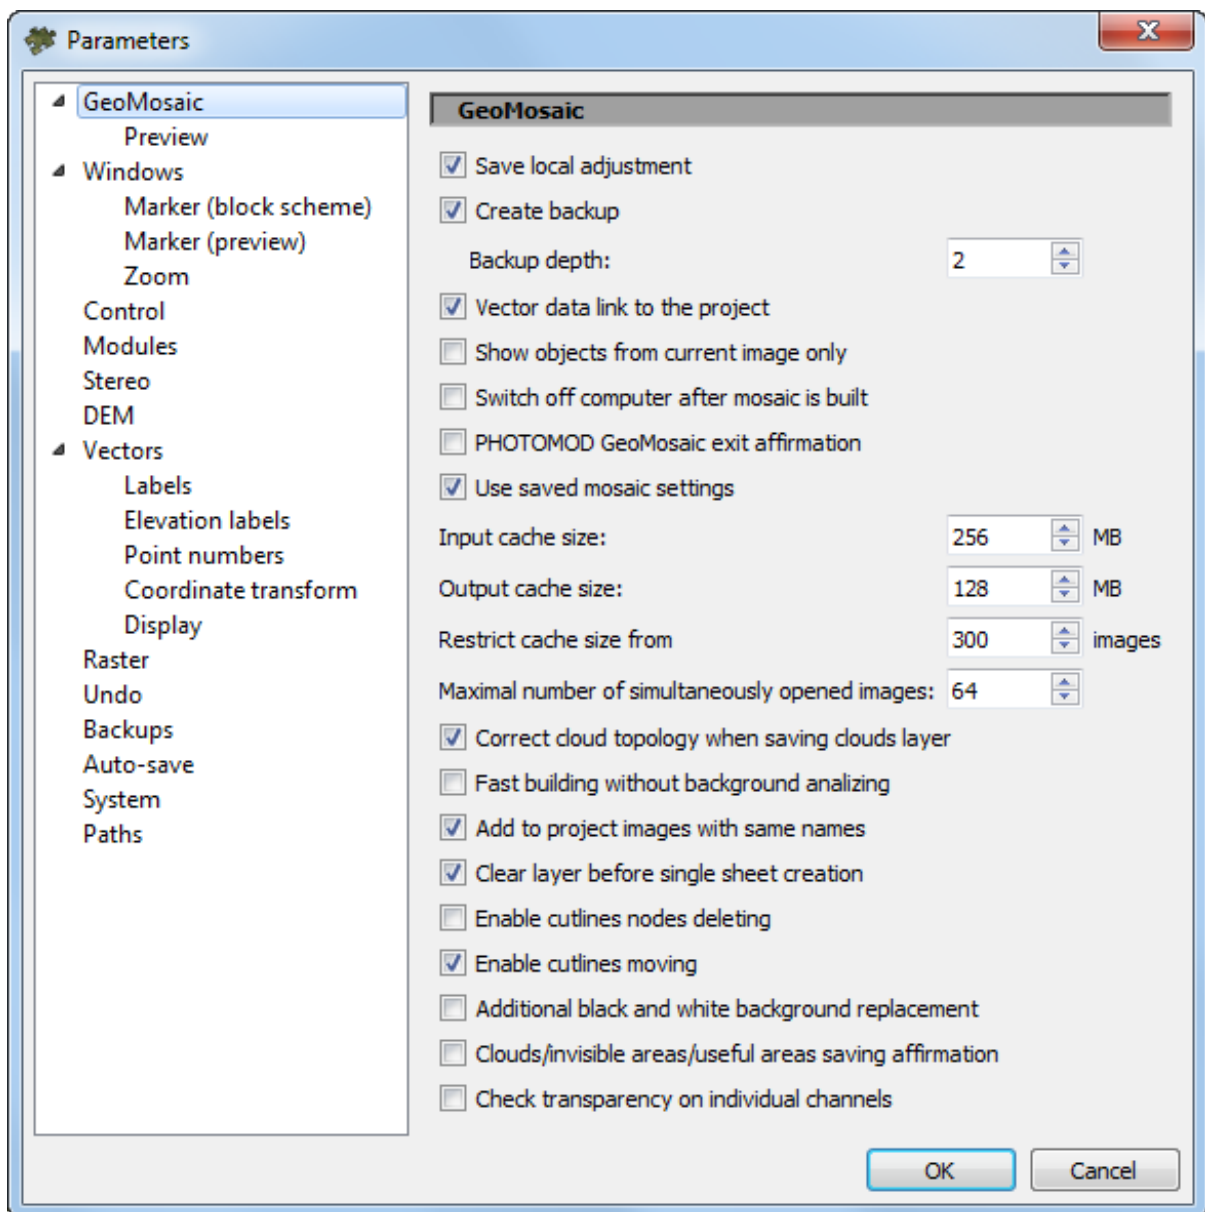 Parameters
GeoMosaic
Preview
Windows
Marker (block scheme)
Marker (preview)
Zoom
Control
Modules
Stereo
DEM
Vectors
Labels
Elevation labels
Point numbers
Coordinate transform
Display
Raster
Undo
Backups
Auto-save
System
Paths
GeoMosaic
Save local adjustment
Create backup
Backup depth: 2
Vector data link to the project
Show objects from current image only
Switch off computer after mosaic is built
PHOTOMOD GeoMosaic exit affirmation
Use saved mosaic settings
Input cache size: 256 MB
Output cache size: 128 MB
Restrict cache size from 300 images
Maximal number of simultaneously opened images: 64
Correct cloud topology when saving clouds layer
Fast building without background analizing
Add to project images with same names
Clear layer before single sheet creation
Enable cutlines nodes deleting
Enable cutlines moving
Additional black and white background replacement
Clouds/invisible areas/useful areas saving affirmation
Check transparency on individual channels
OK Cancel